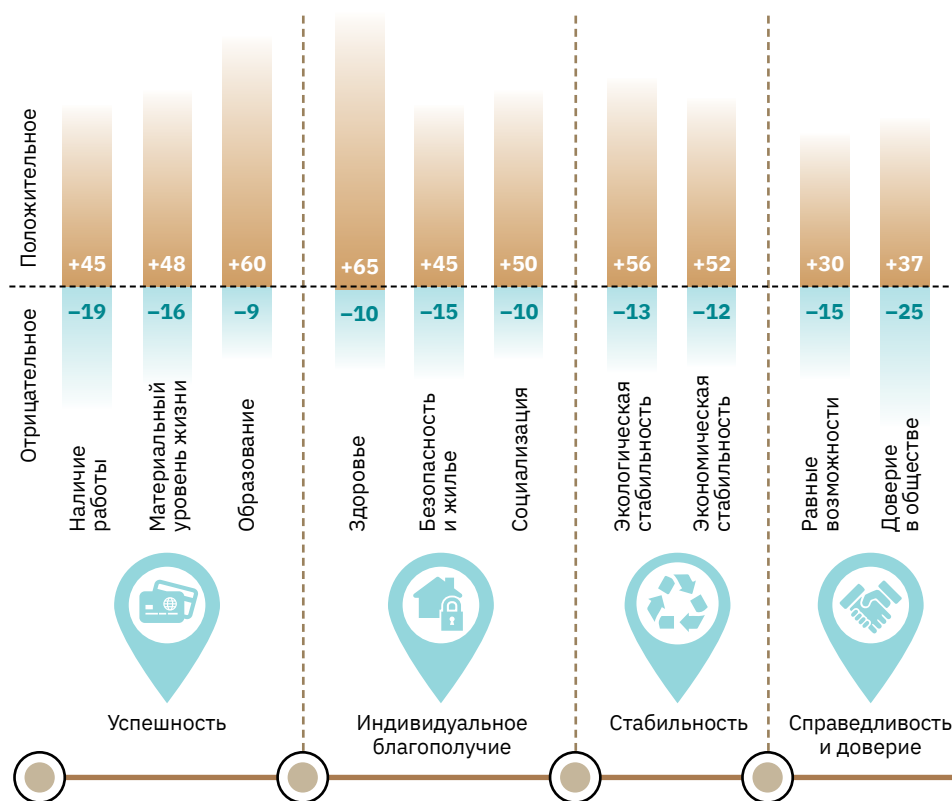 Положительное
+45
+48
+60
+65
+45
+50
+56
+52
+30
+37
Отрицательное
−19
−16
−9
−10
−15
−10
−13
−12
−15
−25
Наличие
работы
Материальный
уровень жизни
Образование
Здоровье
Безопасность
и жилье
Социализация
Экологическая
стабильность
Экономическая
стабильность
Равные
возможности
Доверие
в обществе
Успешность
Индивидуальное
благополучие
Стабильность
Справедливость
и доверие